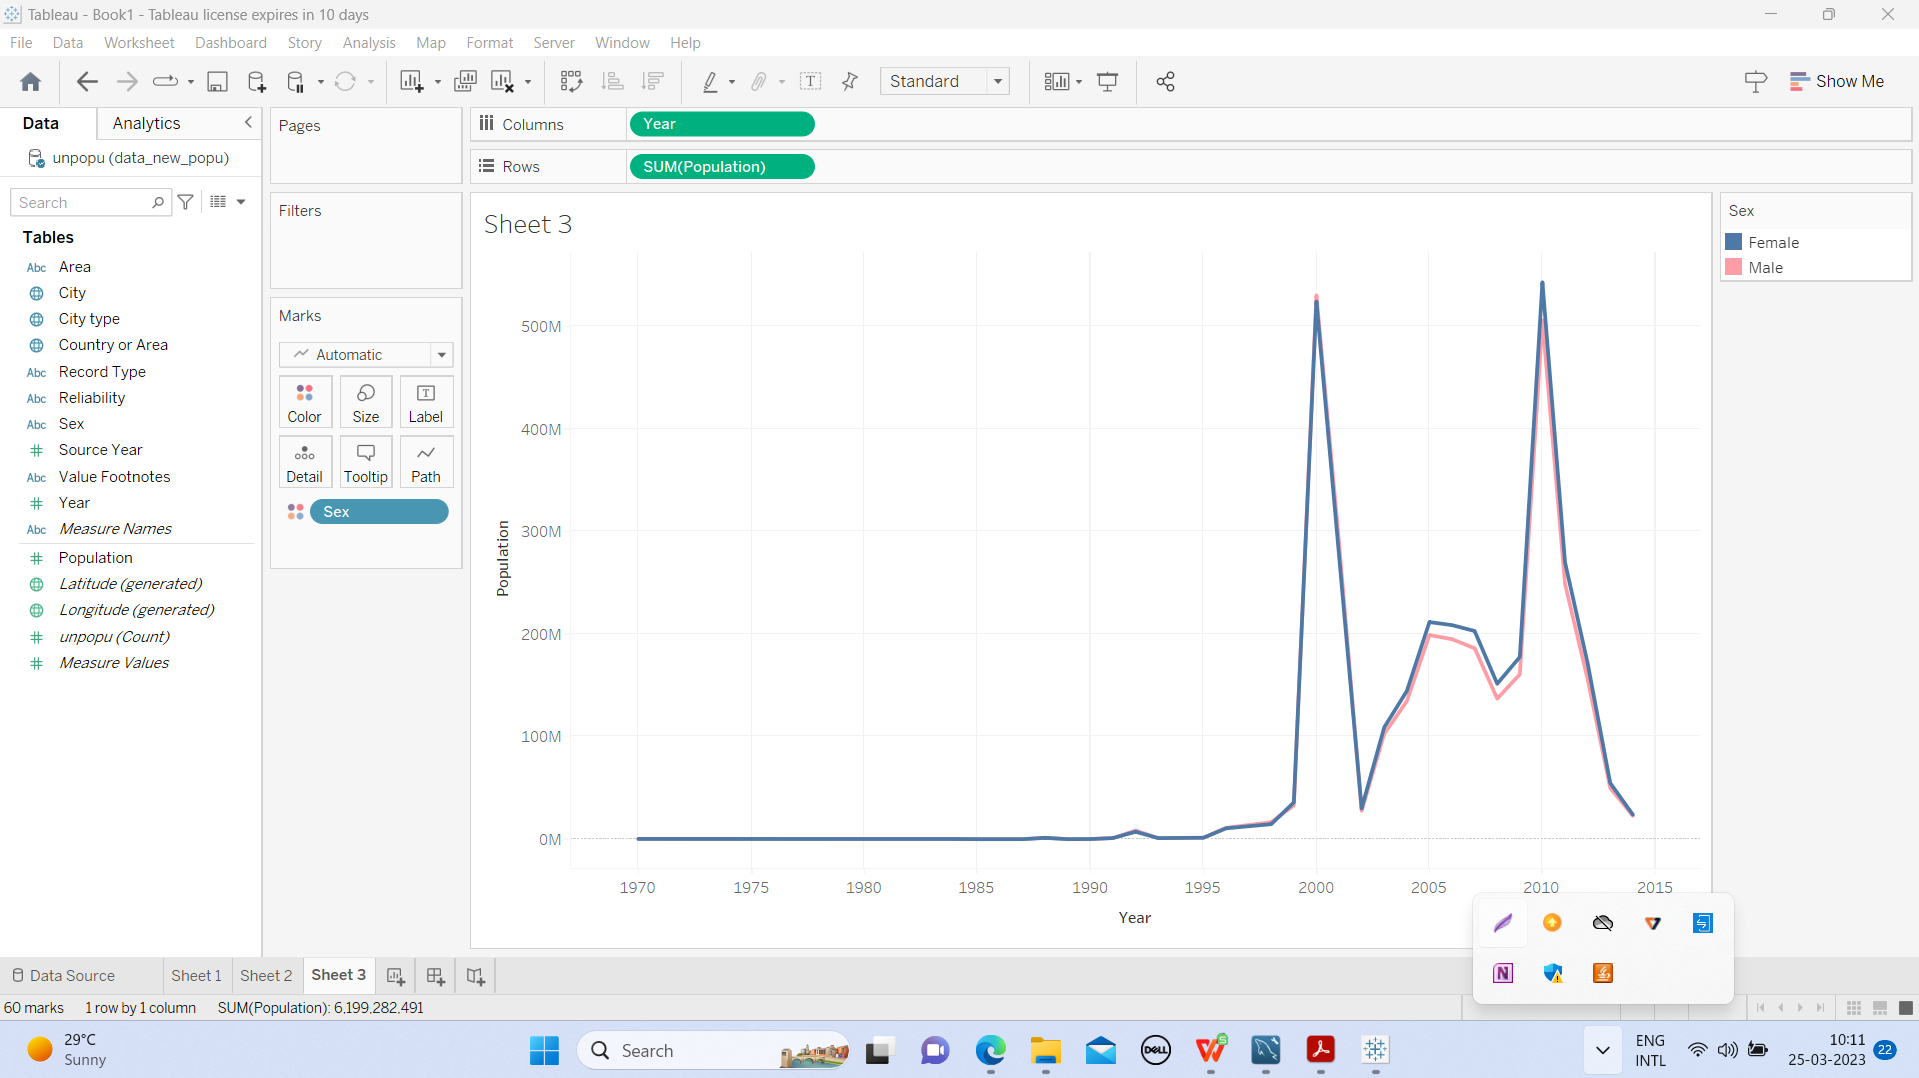 Tableau - Book1 - Tableau license expires in 10 days
File Data Worksheet Dashboard Story Analysis Map Format Server Window Help
Standard
Show Me
Data Analytics
unpopu (data_new_popu)
Search
Tables
Abc Area
City
City type
Country or Area
Abc Record Type
Abc Reliability
Abc Sex
Source Year
Abc Value Footnotes
Year
Abc Measure Names
Population
Latitude (generated)
Longitude (generated)
unpopu (Count)
Measure Values
Pages
Filters
Marks
Automatic
Color Size Label
Detail Tooltip Path
Sex
Columns Year
Rows SUM(Population)
Sheet 3
500M
400M
300M
200M
100M
0M
Population
1970 1975 1980 1985 1990 1995 2000 2005 2010 2015
Year
Sex
Female
Male
Data Source Sheet 1 Sheet 2 Sheet 3
60 marks 1 row by 1 column SUM(Population): 6,199,282,491
29°C
Sunny
Search
DELL
ENG
INTL
10:11
25-03-2023
22